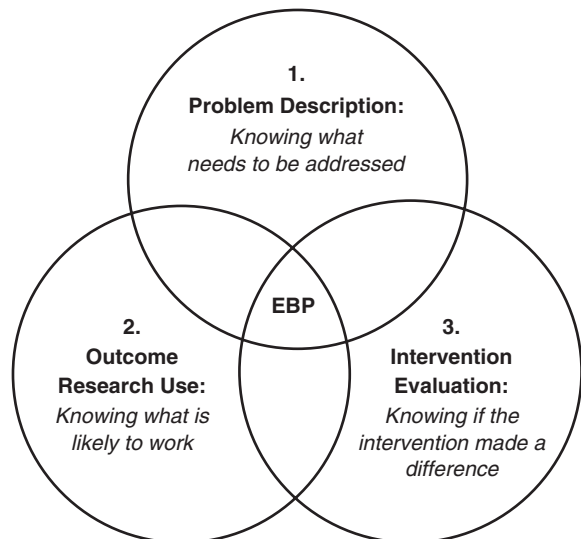 1.
Problem Description:
Knowing what
needs to be addressed
EBP
2.
Outcome
Research Use:
Knowing what is
likely to work
3.
Intervention
Evaluation:
Knowing if the
intervention made a
difference